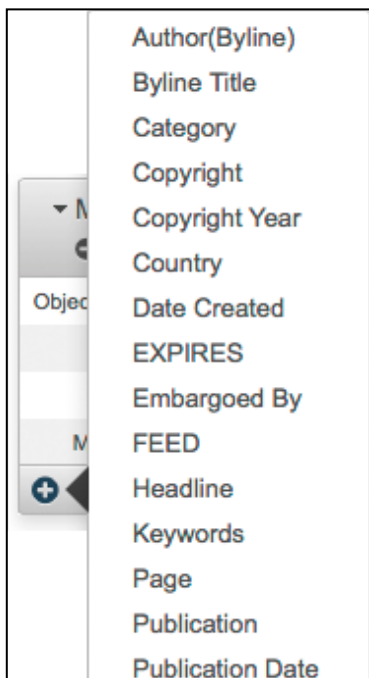 Author(Byline)
Byline Title
Category
Copyright
Copyright Year
Country
Date Created
EXPIRES
Embargoed By
FEED
Headline
Keywords
Page
Publication
Publication Date